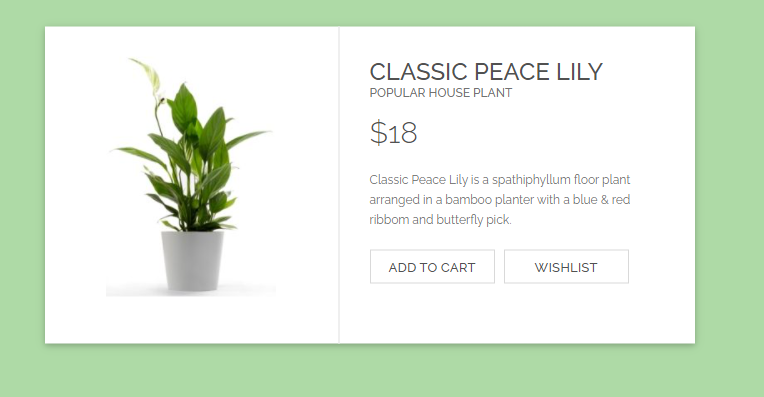 CLASSIC PEACE LILY
POPULAR HOUSE PLANT
$18
Classic Peace Lily is a spathiphyllum floor plant
arranged in a bamboo planter with a blue & red
ribbom and butterfly pick.
ADD TO CART
WISHLIST